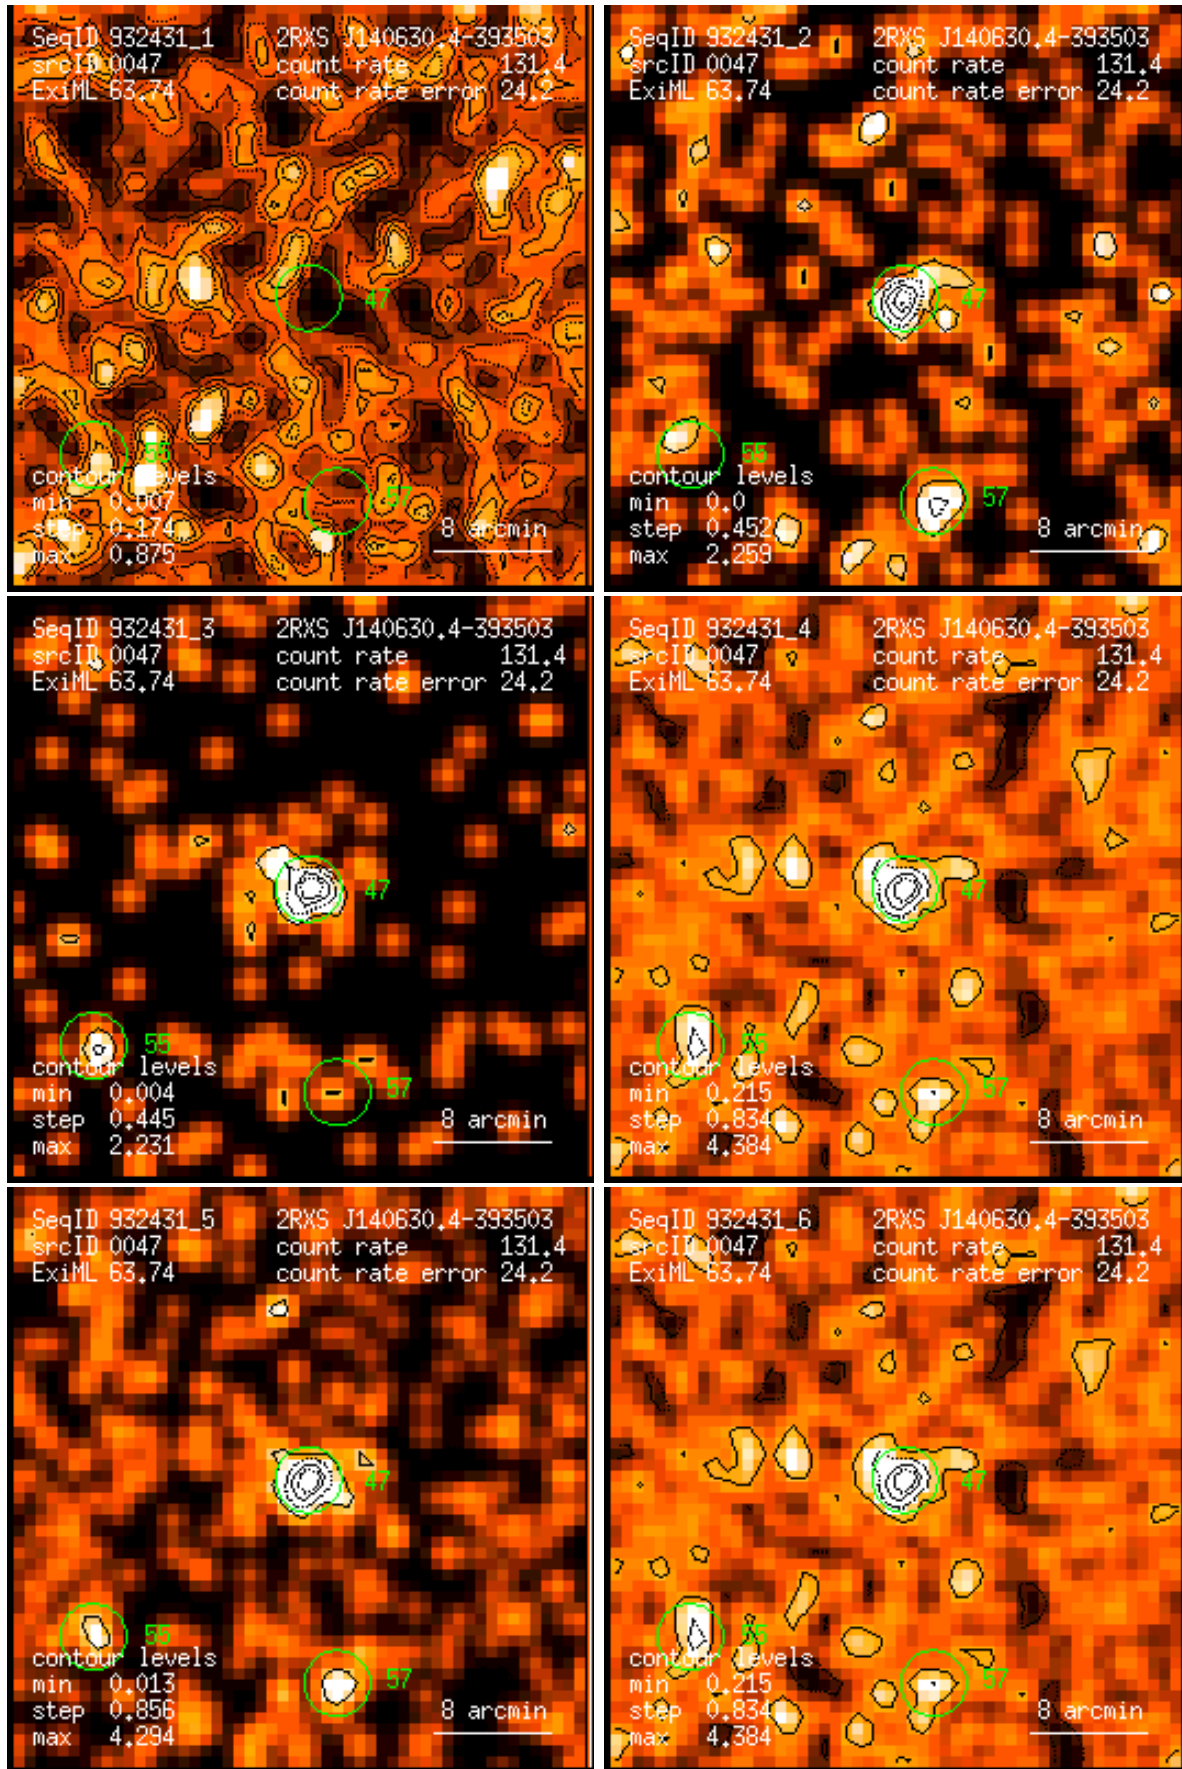 SeqID 932431_1 2RXS J140630.4-393503
srcID 0047 count rate 131.4
ExiML 63.74 count rate error 24.2
47
55
57
contour levels
min 0.007
step 0.174
max 0.875
8 arcmin
SeqID 932431_2 2RXS J140630.4-393503
srcID 0047 count rate 131.4
ExiML 63.74 count rate error 24.2
47
55
57
contour levels
min 0.0
step 0.452
max 2.259
8 arcmin
SeqID 932431_3 2RXS J140630.4-393503
srcID 0047 count rate 131.4
ExiML 63.74 count rate error 24.2
47
55
57
contour levels
min 0.004
step 0.445
max 2.231
8 arcmin
SeqID 932431_4 2RXS J140630.4-393503
srcID 0047 count rate 131.4
ExiML 63.74 count rate error 24.2
47
55
57
contour levels
min 0.215
step 0.834
max 4.384
8 arcmin
SeqID 932431_5 2RXS J140630.4-393503
srcID 0047 count rate 131.4
ExiML 63.74 count rate error 24.2
47
55
57
contour levels
min 0.013
step 0.856
max 4.294
8 arcmin
SeqID 932431_6 2RXS J140630.4-393503
srcID 0047 count rate 131.4
ExiML 63.74 count rate error 24.2
47
55
57
contour levels
min 0.215
step 0.834
max 4.384
8 arcmin